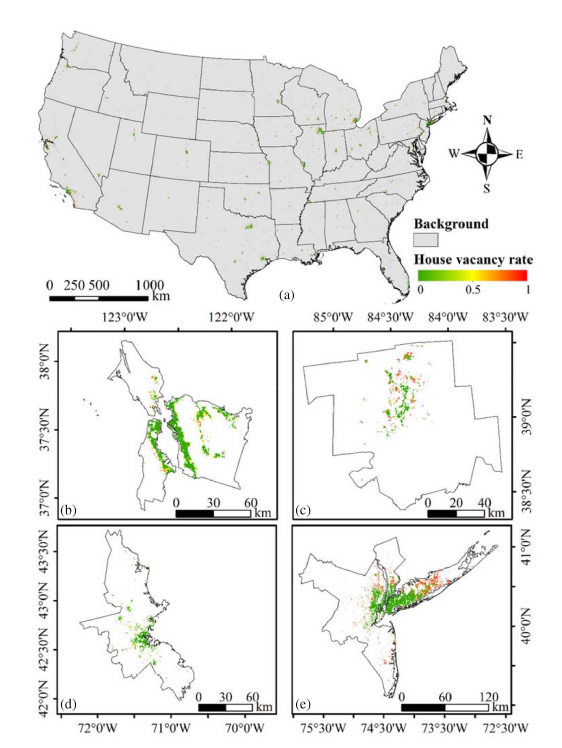 N
W E
S
Background
House vacancy rate
0 0.5 1
0 250 500 1000
km
(a)
123°0'W 122°0'W
85°0'W 84°30'W 84°0'W 83°30'W
38°0'N
37°30'N
37°0'N
0 30 60
km
(b)
39°0'N
38°30'N
0 20 40
km
(c)
43°30'N
43°0'N
42°30'N
42°0'N
0 30 60
km
(d)
41°0'N
40°0'N
0 60 120
km
(e)
72°0'W 71°0'W 70°0'W
75°30'W 74°30'W 73°30'W 72°30'W